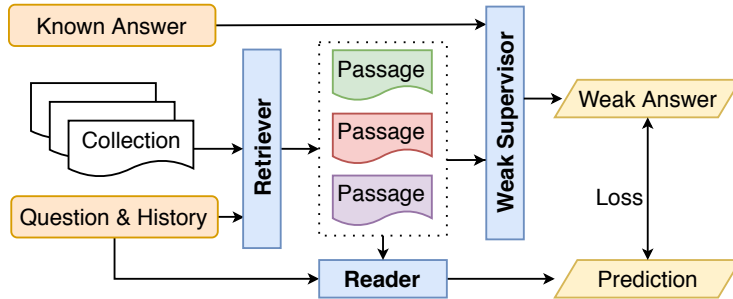 Known Answer
Collection
Question & History
Retriever
Passage
Passage
Passage
Reader
Weak Supervisor
Weak Answer
Loss
Prediction